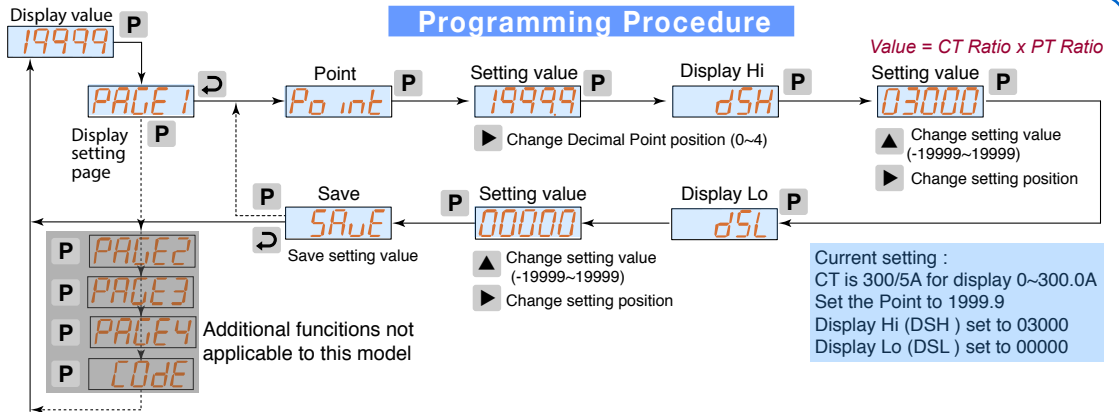 Programming Procedure
Display value
19999
P
Value = CT Ratio x PT Ratio
PAGE1
Point
Point
P
Setting value
1999.9
P
Display Hi
dSH
P
Setting value
03000
P
P
Display
setting
page
▶ Change Decimal Point position (0~4)
▲ Change setting value
(-19999~19999)
▶ Change setting position
P
Save
SAvE
Save setting value
P
Setting value
00000
▲ Change setting value
(-19999~19999)
▶ Change setting position
Display Lo
dSL
P
P PAGE2
P PAGE3
P PAGE4
P COdE
Additional functions not
applicable to this model
Current setting :
CT is 300/5A for display 0~300.0A
Set the Point to 1999.9
Display Hi (DSH ) set to 03000
Display Lo (DSL ) set to 00000